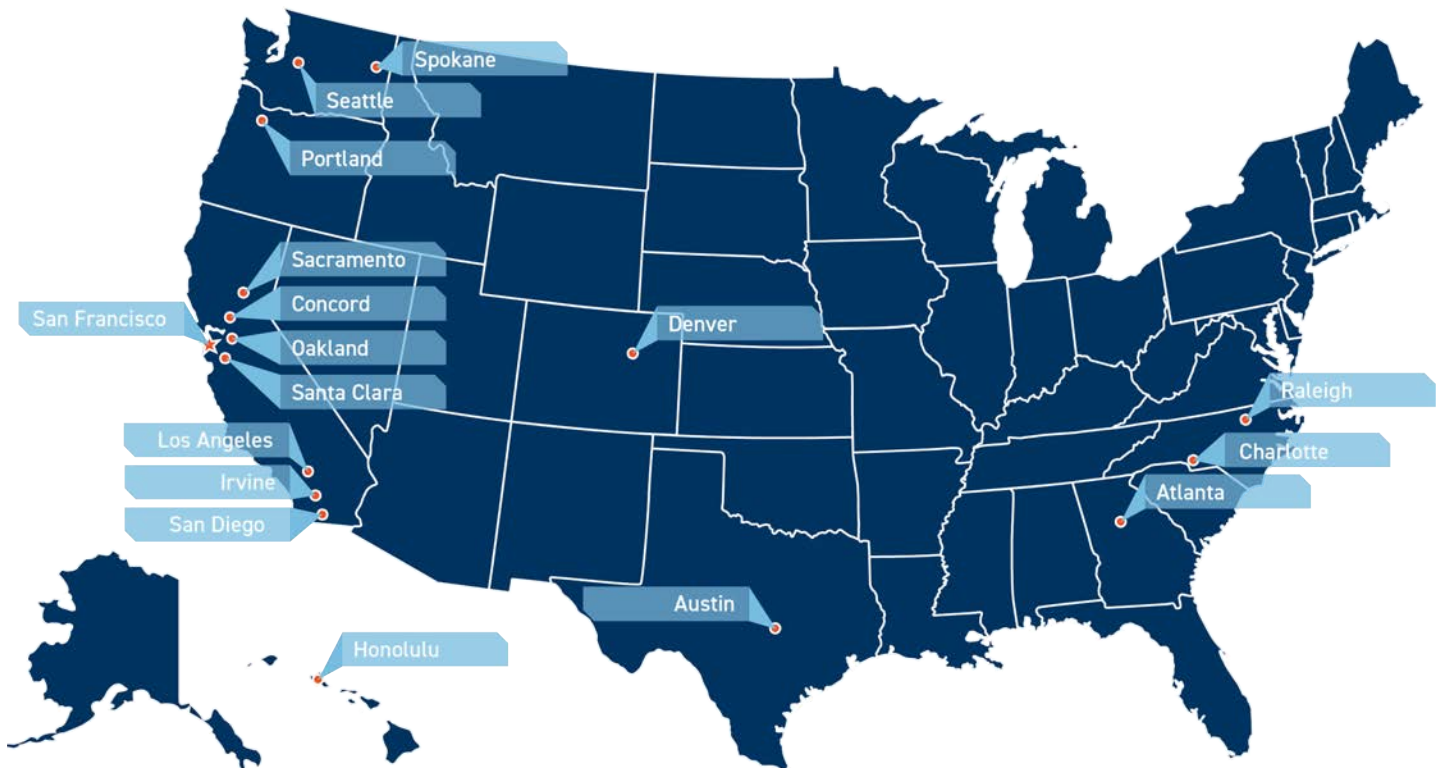 Spokane
Seattle
Portland
Sacramento
Concord
San Francisco
Oakland
Denver
Santa Clara
Raleigh
Los Angeles
Charlotte
Irvine
Atlanta
San Diego
Austin
Honolulu